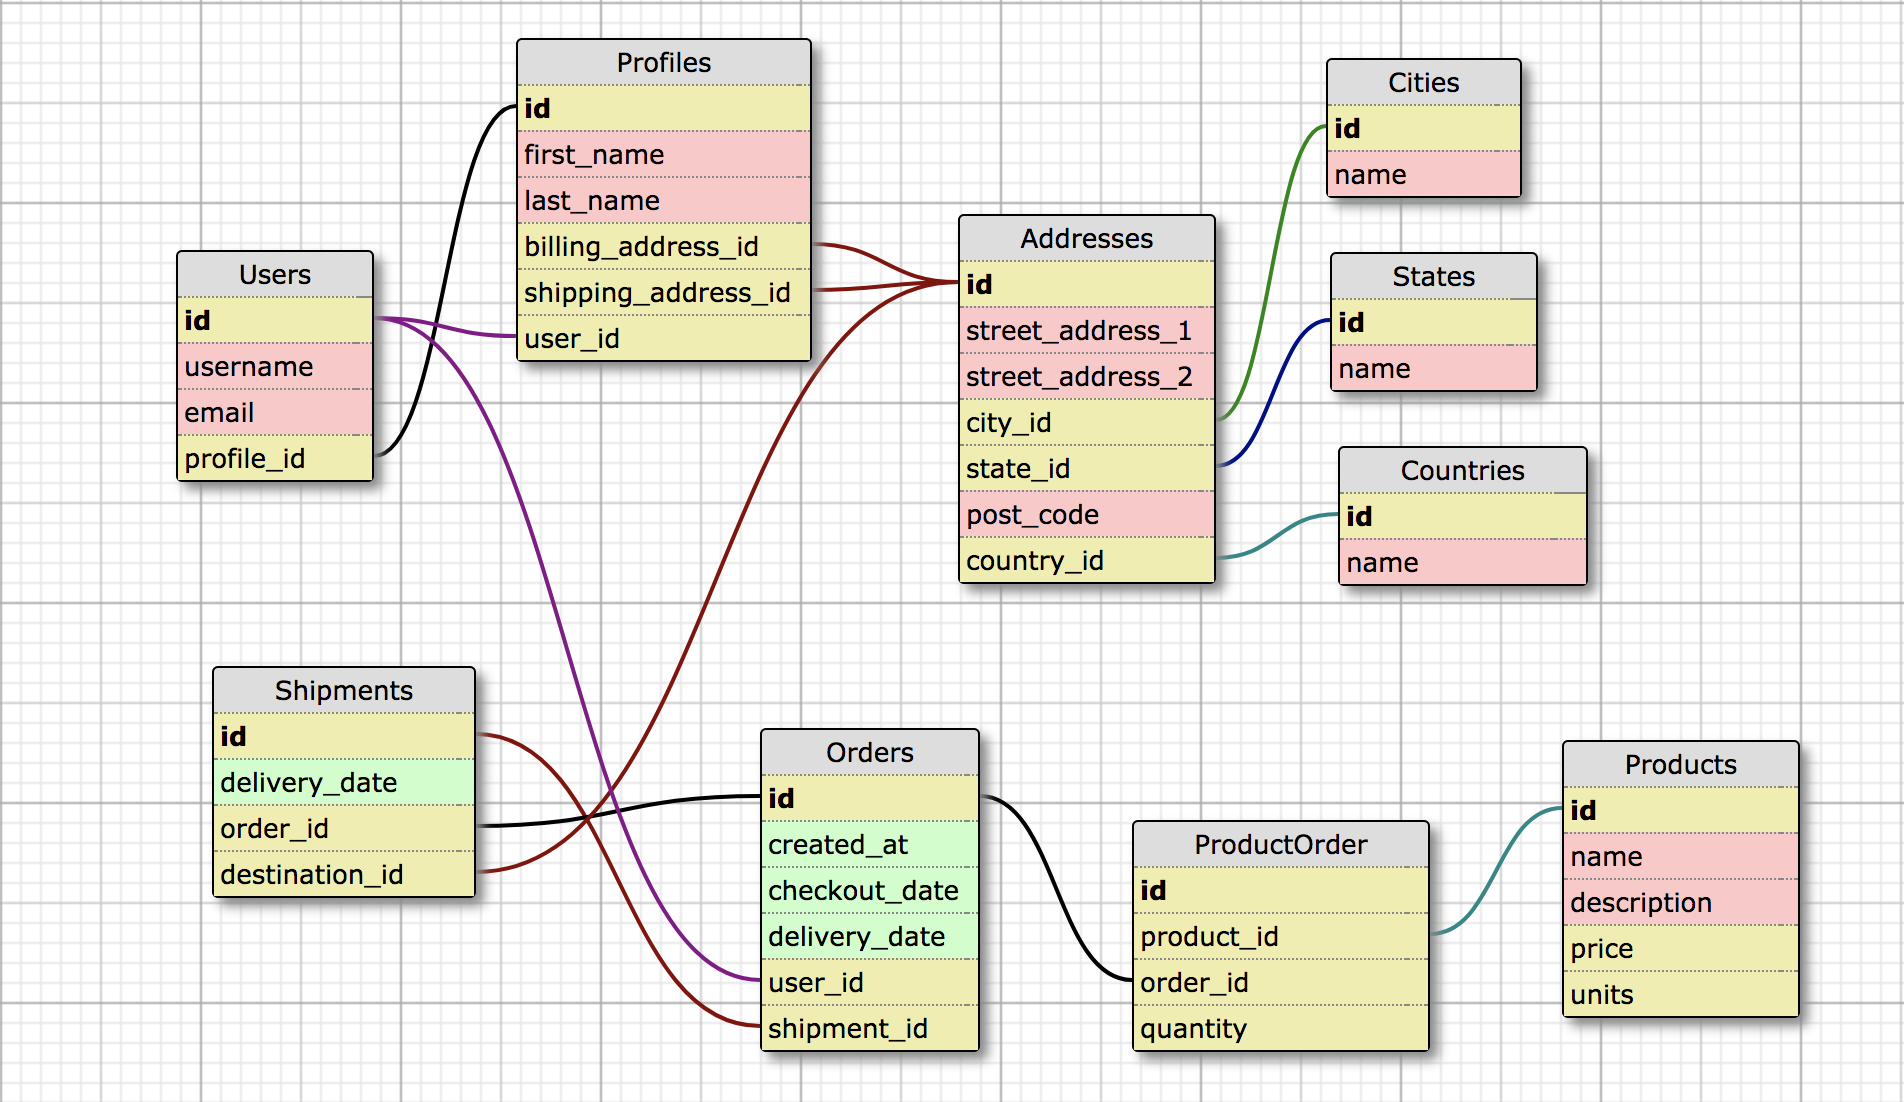 Profiles
id
first_name
last_name
billing_address_id
shipping_address_id
user_id
Cities
id
name
Users
id
username
email
profile_id
Addresses
id
street_address_1
street_address_2
city_id
state_id
post_code
country_id
States
id
name
Countries
id
name
Shipments
id
delivery_date
order_id
destination_id
Orders
id
created_at
checkout_date
delivery_date
user_id
shipment_id
ProductOrder
id
product_id
order_id
quantity
Products
id
name
description
price
units